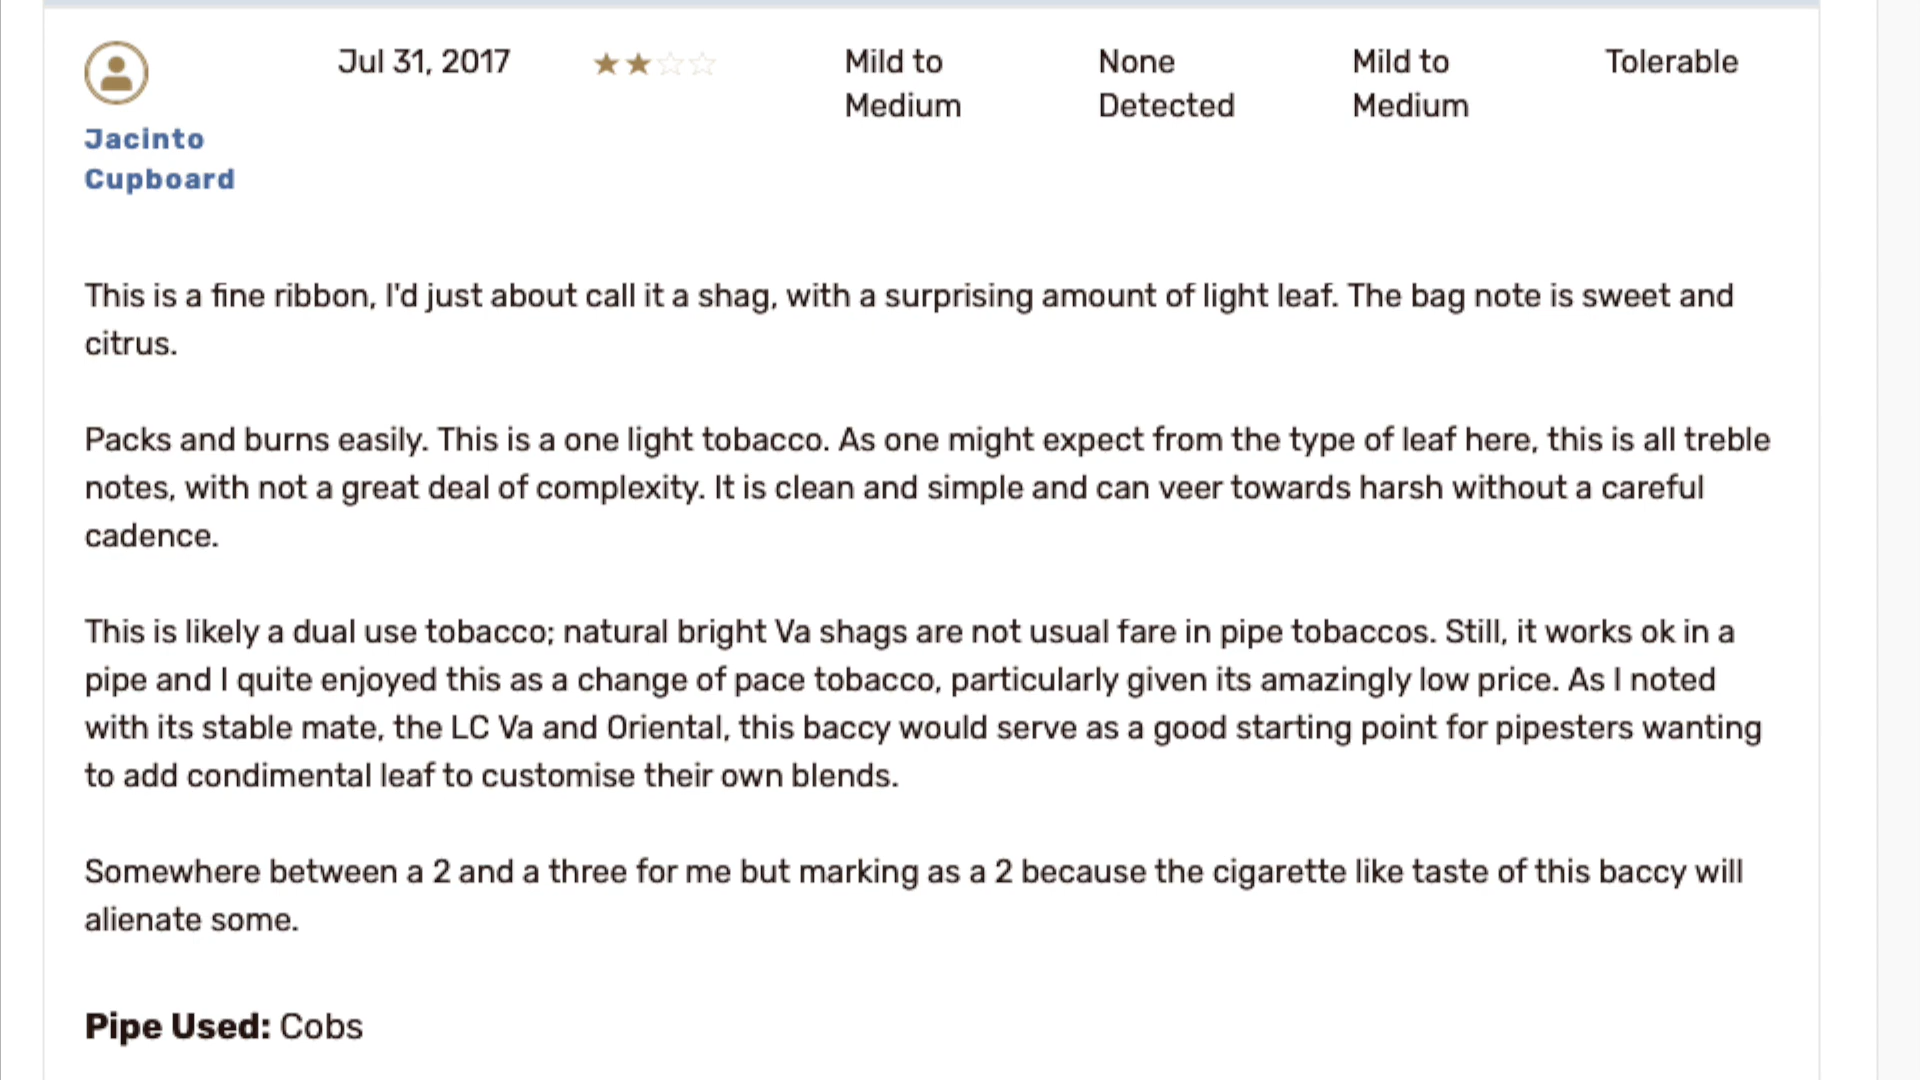 Jul 31, 2017
Mild to
Medium
None
Detected
Mild to
Medium
Tolerable
Jacinto
Cupboard
This is a fine ribbon, I'd just about call it a shag, with a surprising amount of light leaf. The bag note is sweet and
citrus.
Packs and burns easily. This is a one light tobacco. As one might expect from the type of leaf here, this is all treble
notes, with not a great deal of complexity. It is clean and simple and can veer towards harsh without a careful
cadence.
This is likely a dual use tobacco; natural bright Va shags are not usual fare in pipe tobaccos. Still, it works ok in a
pipe and I quite enjoyed this as a change of pace tobacco, particularly given its amazingly low price. As I noted
with its stable mate, the LC Va and Oriental, this baccy would serve as a good starting point for pipesters wanting
to add condimental leaf to customise their own blends.
Somewhere between a 2 and a three for me but marking as a 2 because the cigarette like taste of this baccy will
alienate some.
Pipe Used: Cobs